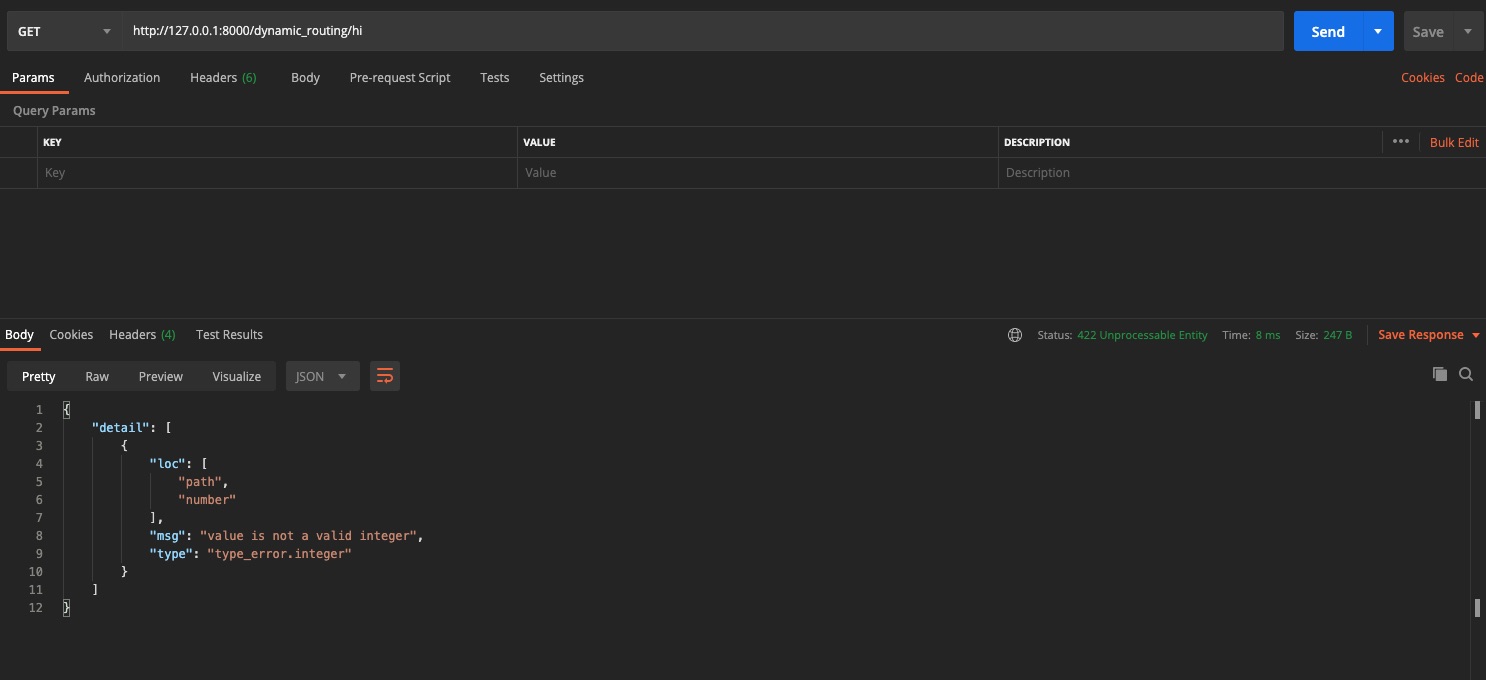 GET http://127.0.0.1:8000/dynamic_routing/hi Send Save
Params Authorization Headers (6) Body Pre-request Script Tests Settings Cookies Code
Query Params
KEY VALUE DESCRIPTION ••• Bulk Edit
Key Value Description
Body Cookies Headers (4) Test Results Status: 422 Unprocessable Entity Time: 8 ms Size: 247 B Save Response
Pretty Raw Preview Visualize JSON
1 {
2 "detail": [
3 {
4 "loc": [
5 "path",
6 "number"
7 ],
8 "msg": "value is not a valid integer",
9 "type": "type_error.integer"
10 }
11 ]
12 }